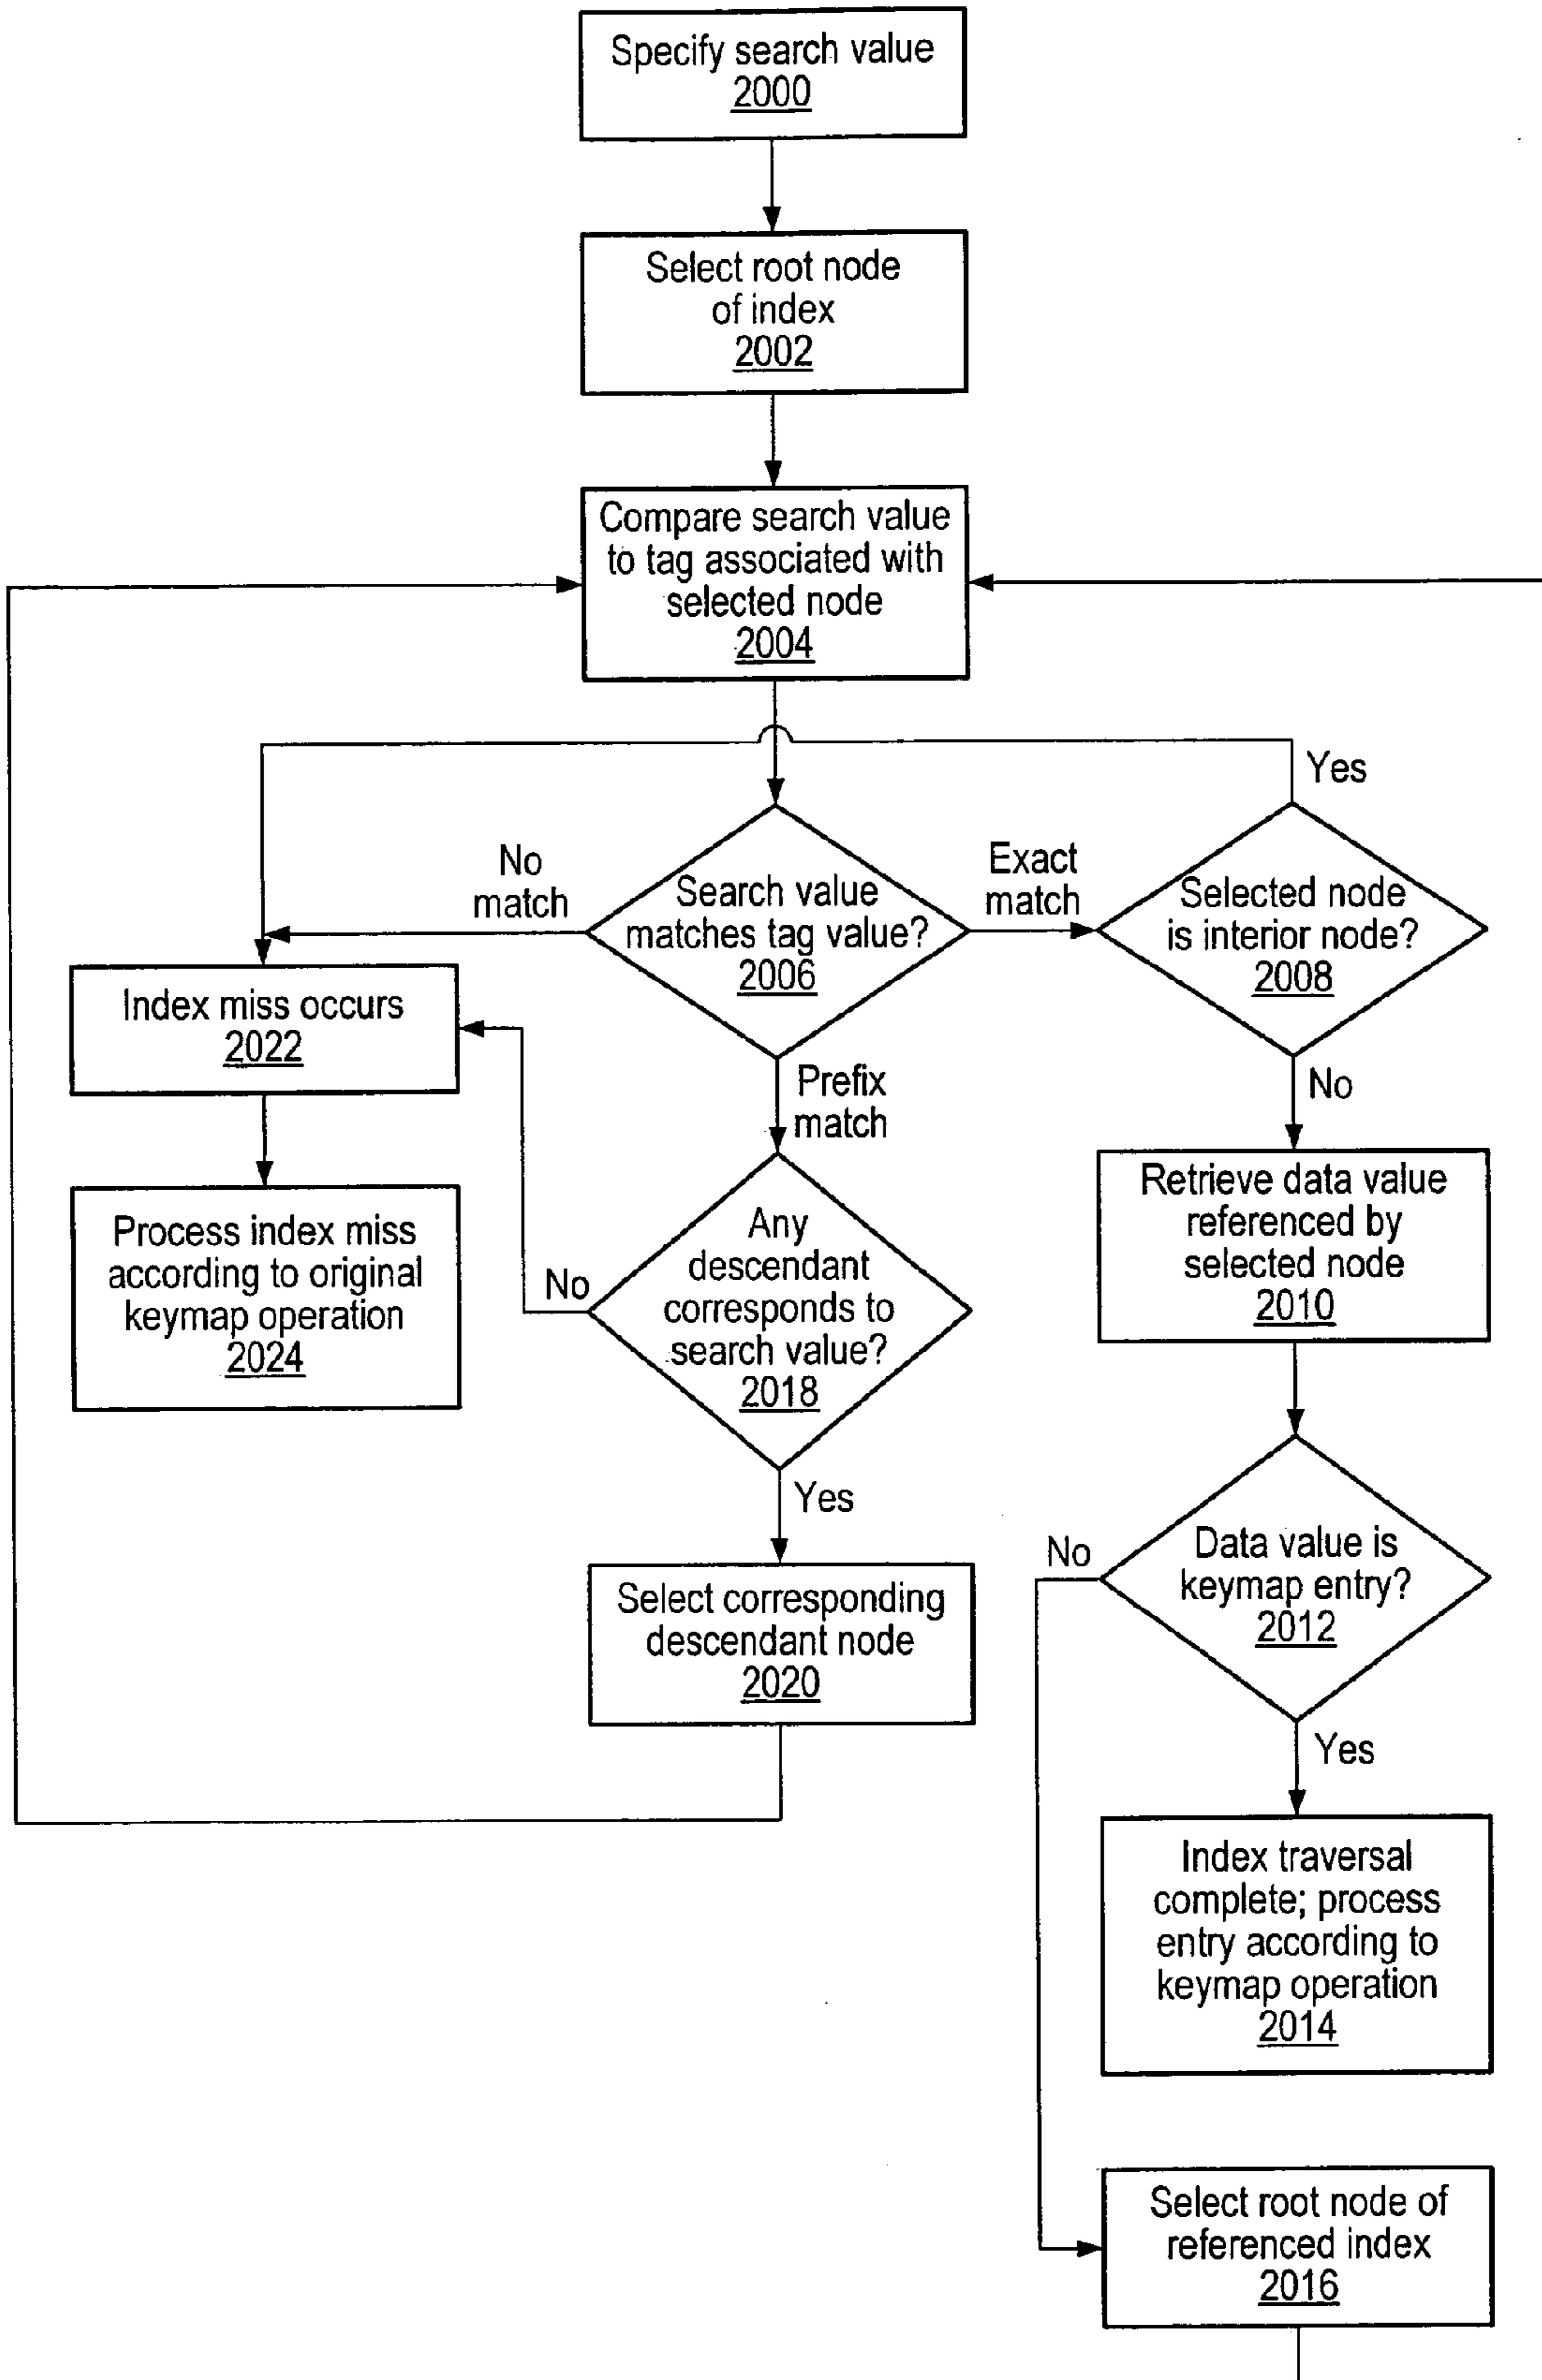 Specify search value
2000
Select root node
of index
2002
Compare search value
to tag associated with
selected node
2004
Yes
No
match
Search value
matches tag value?
2006
Exact
match
Selected node
is interior node?
2008
Index miss occurs
2022
Prefix
match
No
Process index miss
according to original
keymap operation
2024
No
Any
descendant
corresponds to
search value?
2018
Retrieve data value
referenced by
selected node
2010
Yes
No
Data value is
keymap entry?
2012
Select corresponding
descendant node
2020
Yes
Index traversal
complete; process
entry according to
keymap operation
2014
Select root node of
referenced index
2016